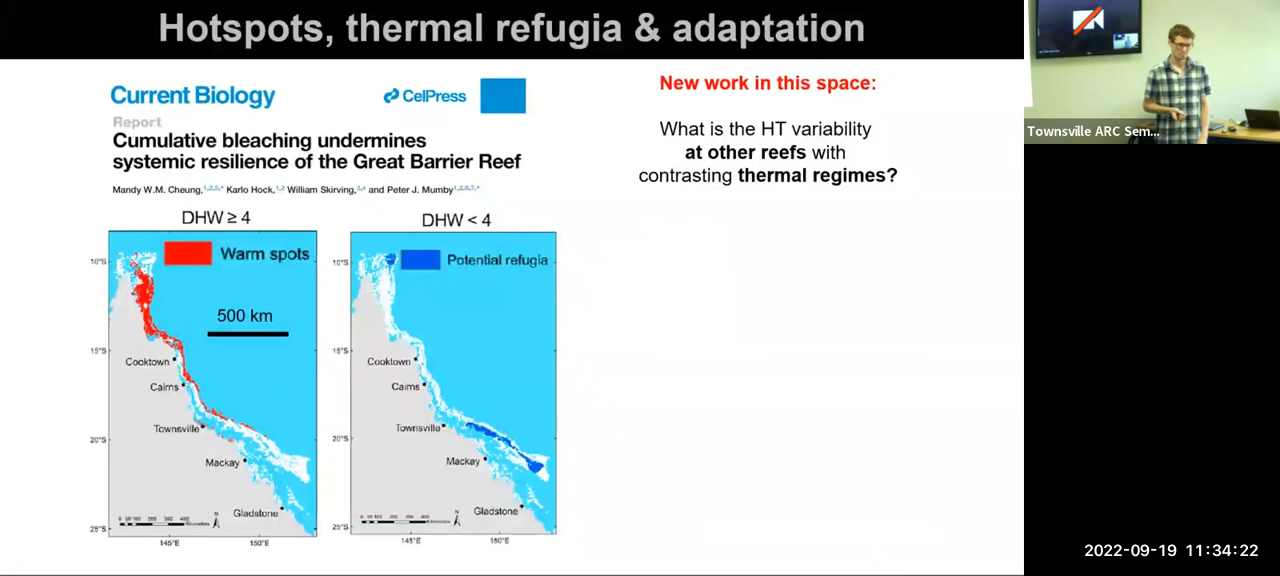 Hotspots, thermal refugia & adaptation
Current Biology
CelPress
Report
Cumulative bleaching undermines
systemic resilience of the Great Barrier Reef
Mandy W.M. Cheung, Karlo Hock, William Skirving, and Peter J. Mumby
DHW ≥ 4
Warm spots
500 km
10°S
15°S
20°S
25°S
Cooktown
Cairns
Townsville
Mackay
Gladstone
N
145°E
150°E
DHW < 4
Potential refugia
10°S
15°S
20°S
25°S
Cooktown
Cairns
Townsville
Mackay
Gladstone
N
145°E
150°E
New work in this space:
What is the HT variability
at other reefs with
contrasting thermal regimes?
Townsville ARC Sem...
2022-09-19 11:34:22